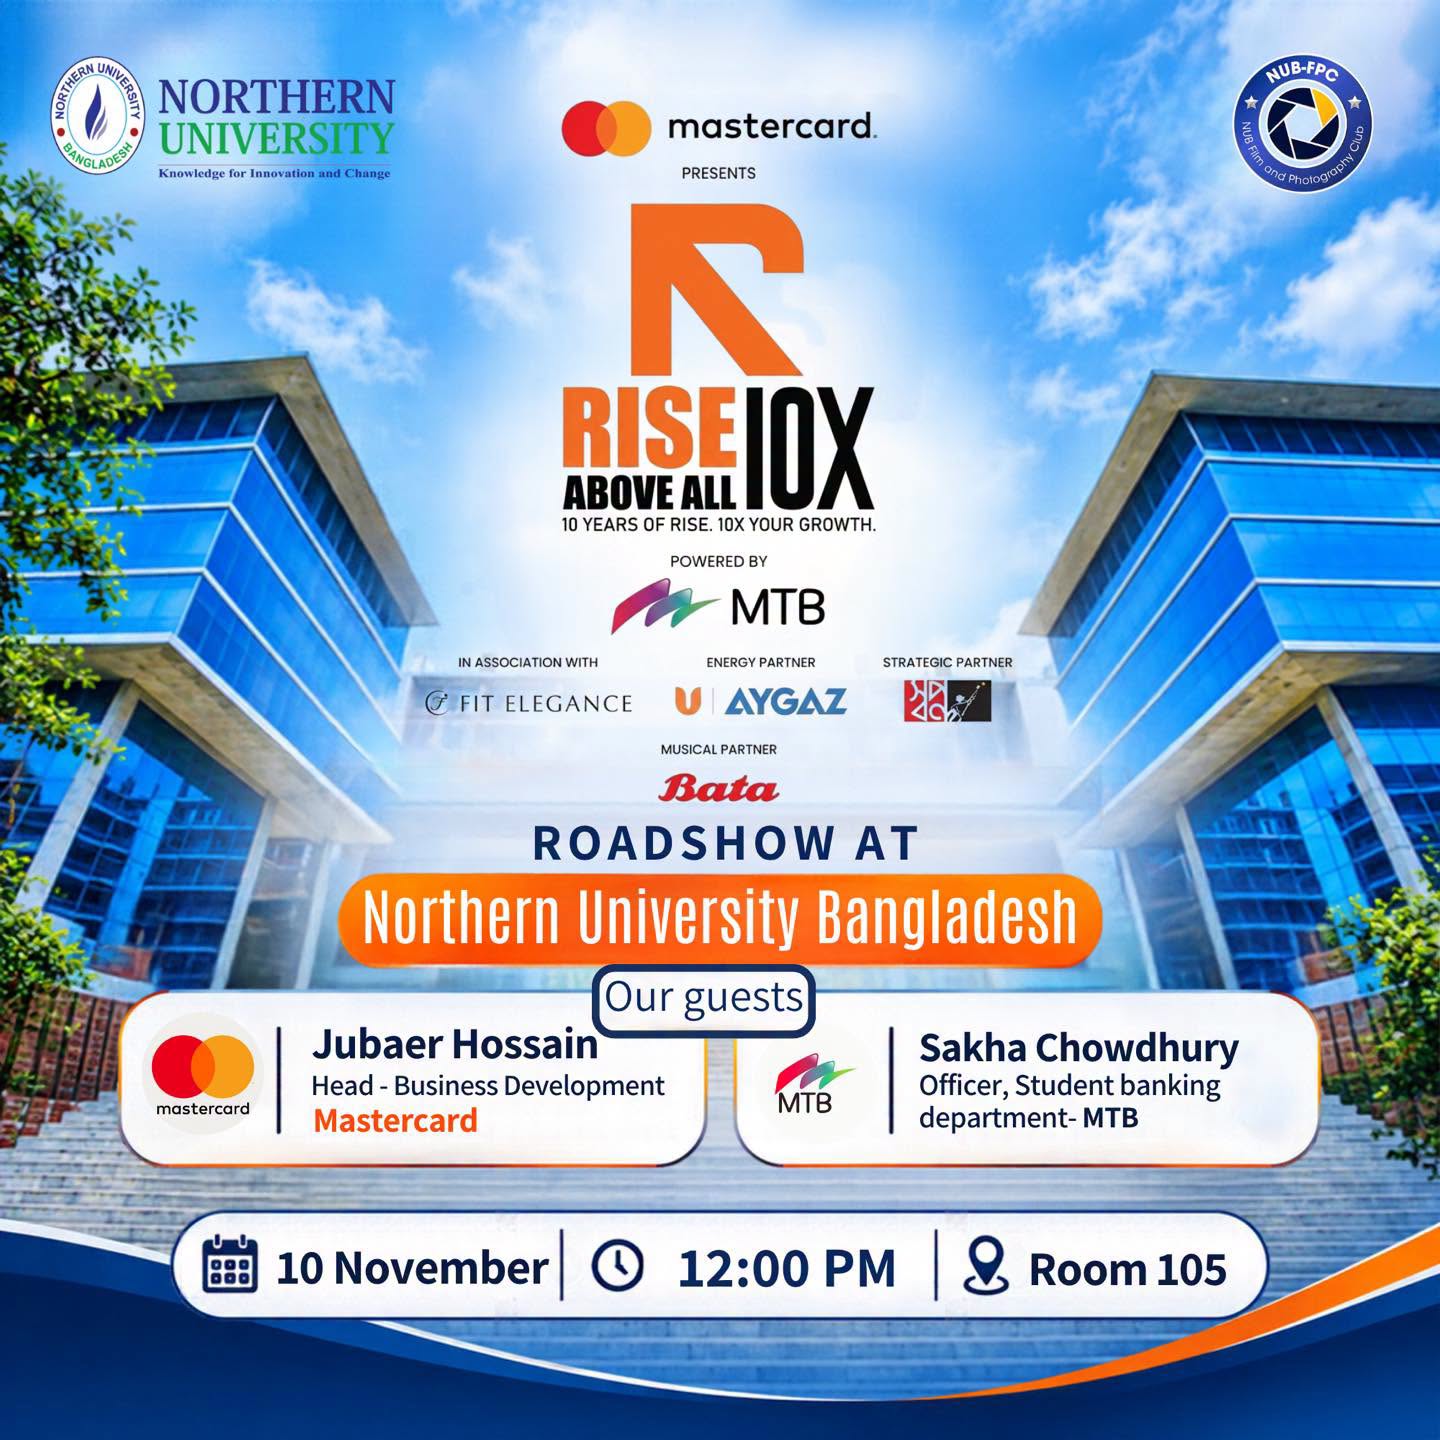 NORTHERN UNIVERSITY
BANGLADESH
NORTHERN
UNIVERSITY
Knowledge for Innovation and Change
mastercard.
PRESENTS
NUB-FPC
NUB Film and Photography Club
RISE
ABOVE ALL
10X
10 YEARS OF RISE. 10X YOUR GROWTH.
POWERED BY
MTB
IN ASSOCIATION WITH
FIT ELEGANCE
ENERGY PARTNER
U | AYGAZ
STRATEGIC PARTNER
MUSICAL PARTNER
Bata
ROADSHOW AT
Northern University Bangladesh
Our guests
mastercard
Jubaer Hossain
Head - Business Development
Mastercard
MTB
Sakha Chowdhury
Officer, Student banking
department- MTB
10 November
12:00 PM
Room 105